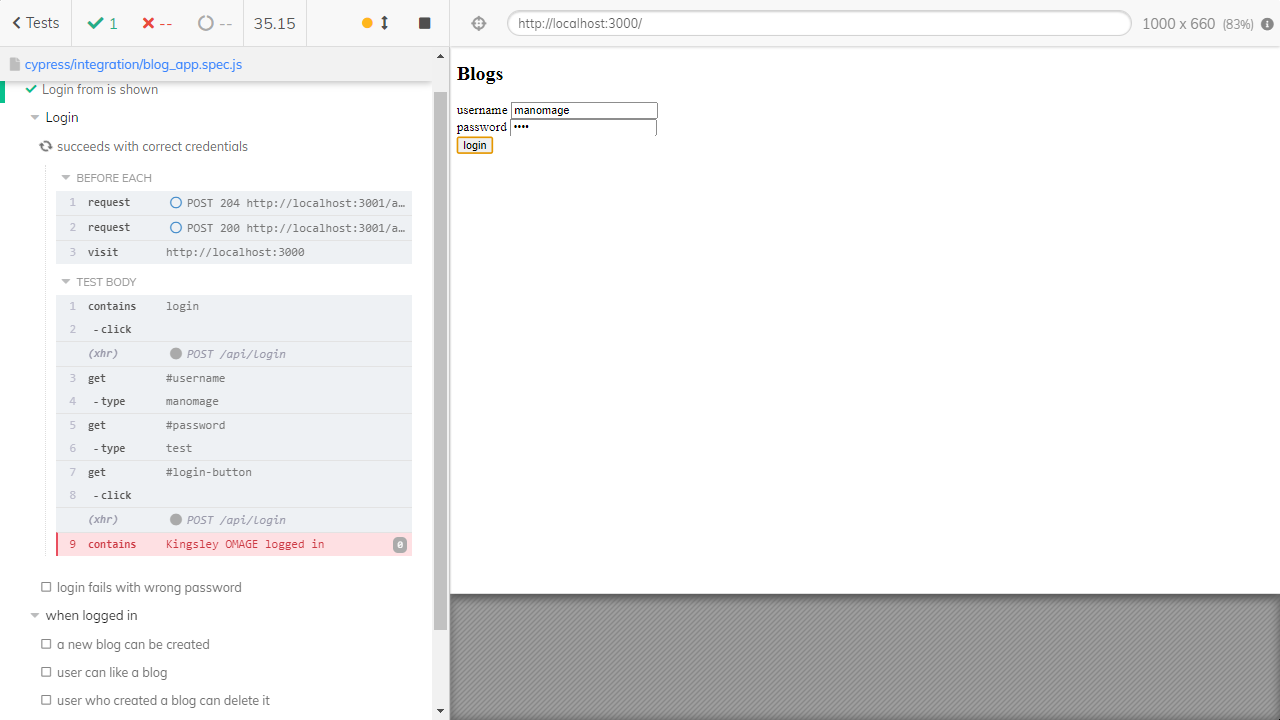 Tests
1
--
--
35.15
http://localhost:3000/
1000 x 660 (83%)
cypress/integration/blog_app.spec.js
Login from is shown
Login
succeeds with correct credentials
BEFORE EACH
1 request POST 204 http://localhost:3001/a…
2 request POST 200 http://localhost:3001/a…
3 visit http://localhost:3000
TEST BODY
1 contains login
2 -click
(xhr) POST /api/login
3 get #username
4 -type manomage
5 get #password
6 -type test
7 get #login-button
8 -click
(xhr) POST /api/login
9 contains Kingsley OMAGE logged in 0
login fails with wrong password
when logged in
a new blog can be created
user can like a blog
user who created a blog can delete it
Blogs
username manomage
password ••••
login